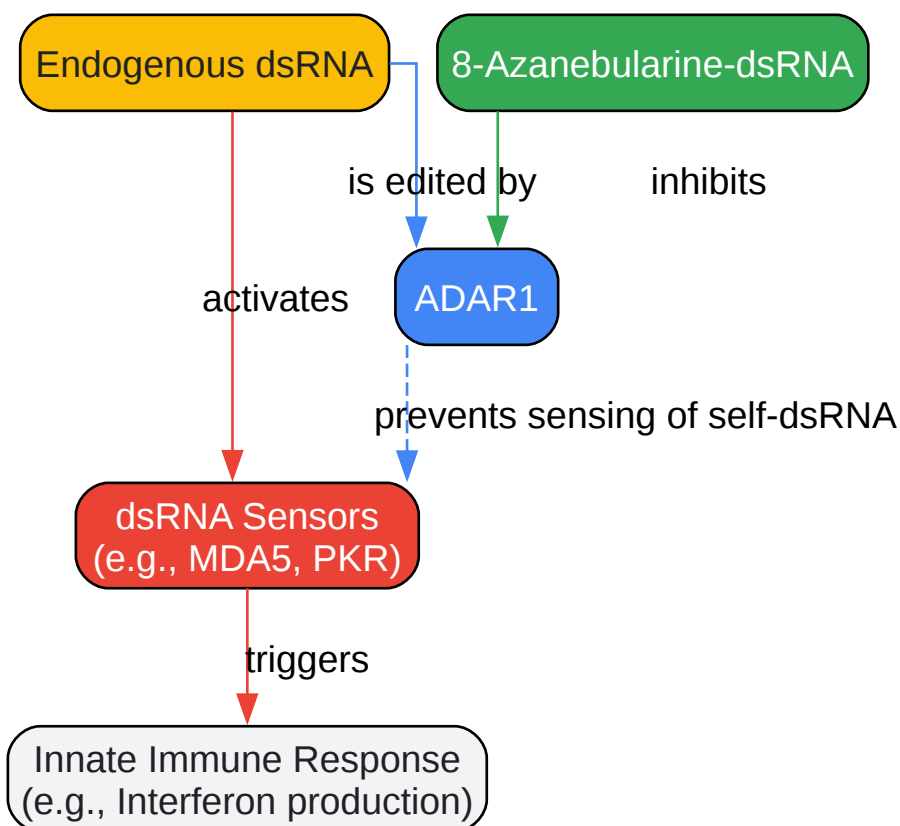 Endogenous dsRNA
8-Azanebularine-dsRNA
is edited by
inhibits
activates
ADAR1
prevents sensing of self-dsRNA
dsRNA Sensors
(e.g., MDA5, PKR)
triggers
Innate Immune Response
(e.g., Interferon production)